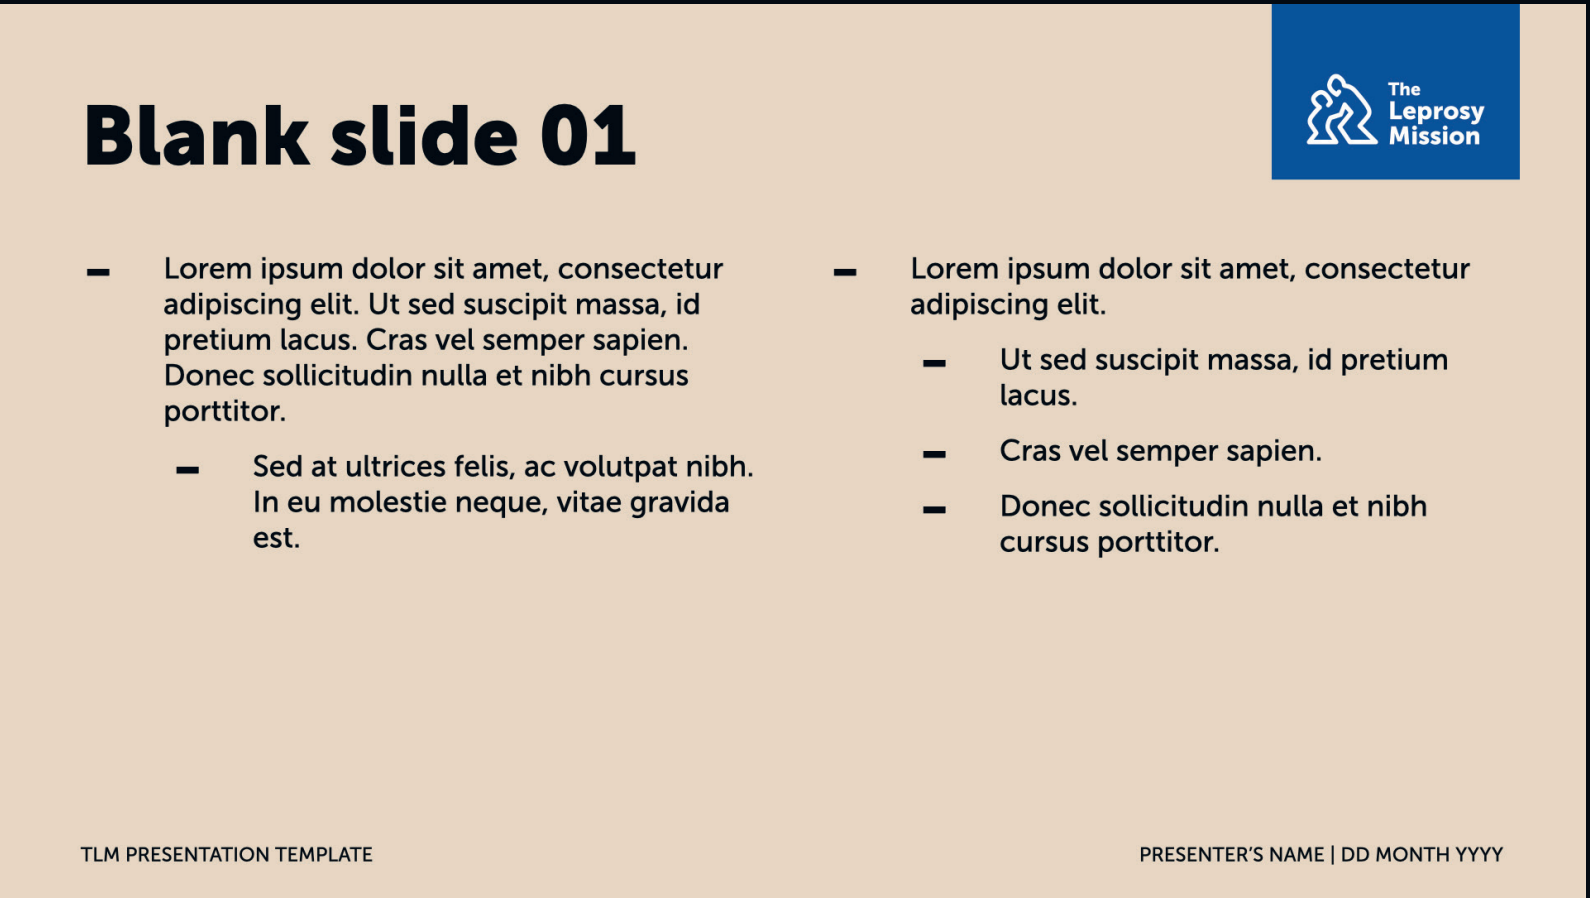 Blank slide 01
The
Leprosy
Mission
- Lorem ipsum dolor sit amet, consectetur
adipiscing elit. Ut sed suscipit massa, id
pretium lacus. Cras vel semper sapien.
Donec sollicitudin nulla et nibh cursus
porttitor.
- Sed at ultrices felis, ac volutpat nibh.
In eu molestie neque, vitae gravida
est.
- Lorem ipsum dolor sit amet, consectetur
adipiscing elit.
- Ut sed suscipit massa, id pretium
lacus.
- Cras vel semper sapien.
- Donec sollicitudin nulla et nibh
cursus porttitor.
TLM PRESENTATION TEMPLATE
PRESENTER’S NAME | DD MONTH YYYY